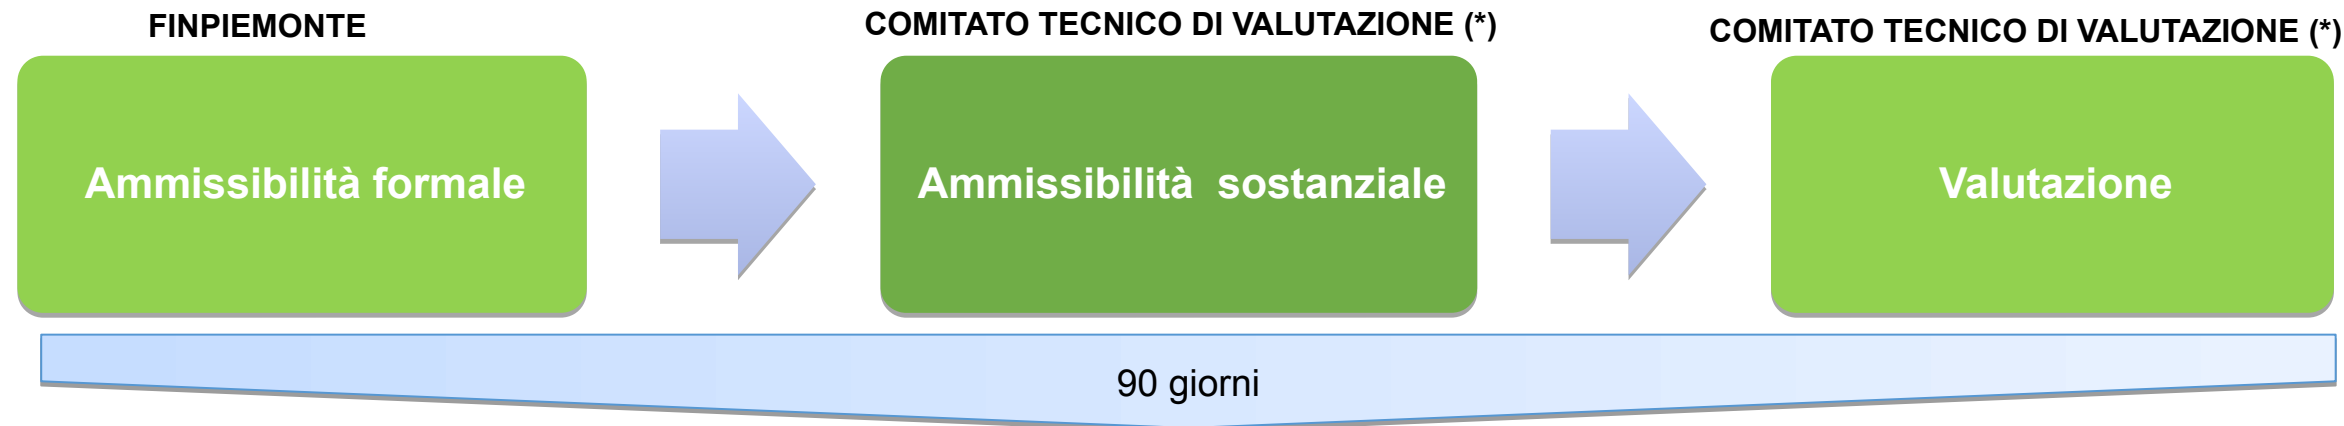 FINPIEMONTE
COMITATO TECNICO DI VALUTAZIONE (*)
COMITATO TECNICO DI VALUTAZIONE (*)
Ammissibilità formale
Ammissibilità  sostanziale
Valutazione
90 giorni